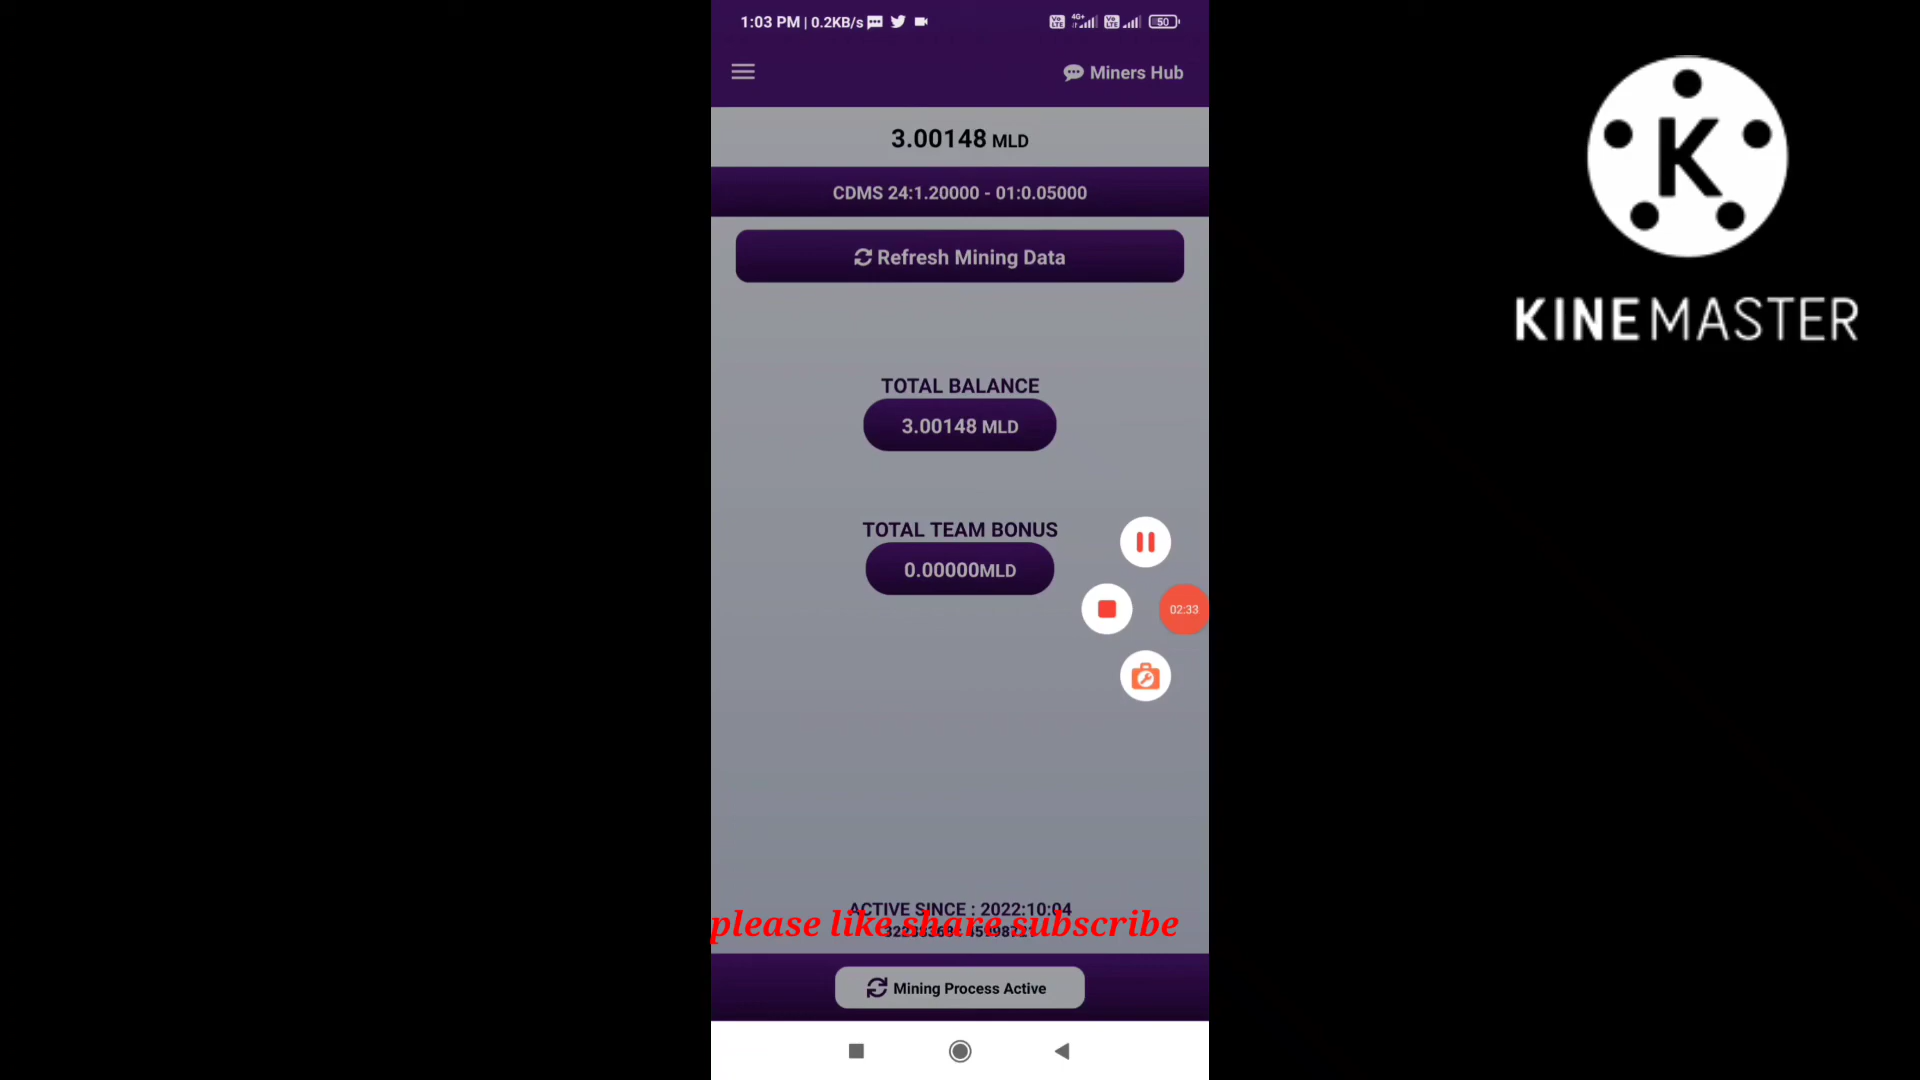 1:03 PM | 0.2KB/s
4G+
50
Miners Hub
3.00148 MLD
CDMS 24:1.20000 - 01:0.05000
Refresh Mining Data
TOTAL BALANCE
3.00148 MLD
TOTAL TEAM BONUS
0.00000MLD
02:33
ACTIVE SINCE : 2022:10:04
please like share subscribe
Mining Process Active
K
KINEMASTER